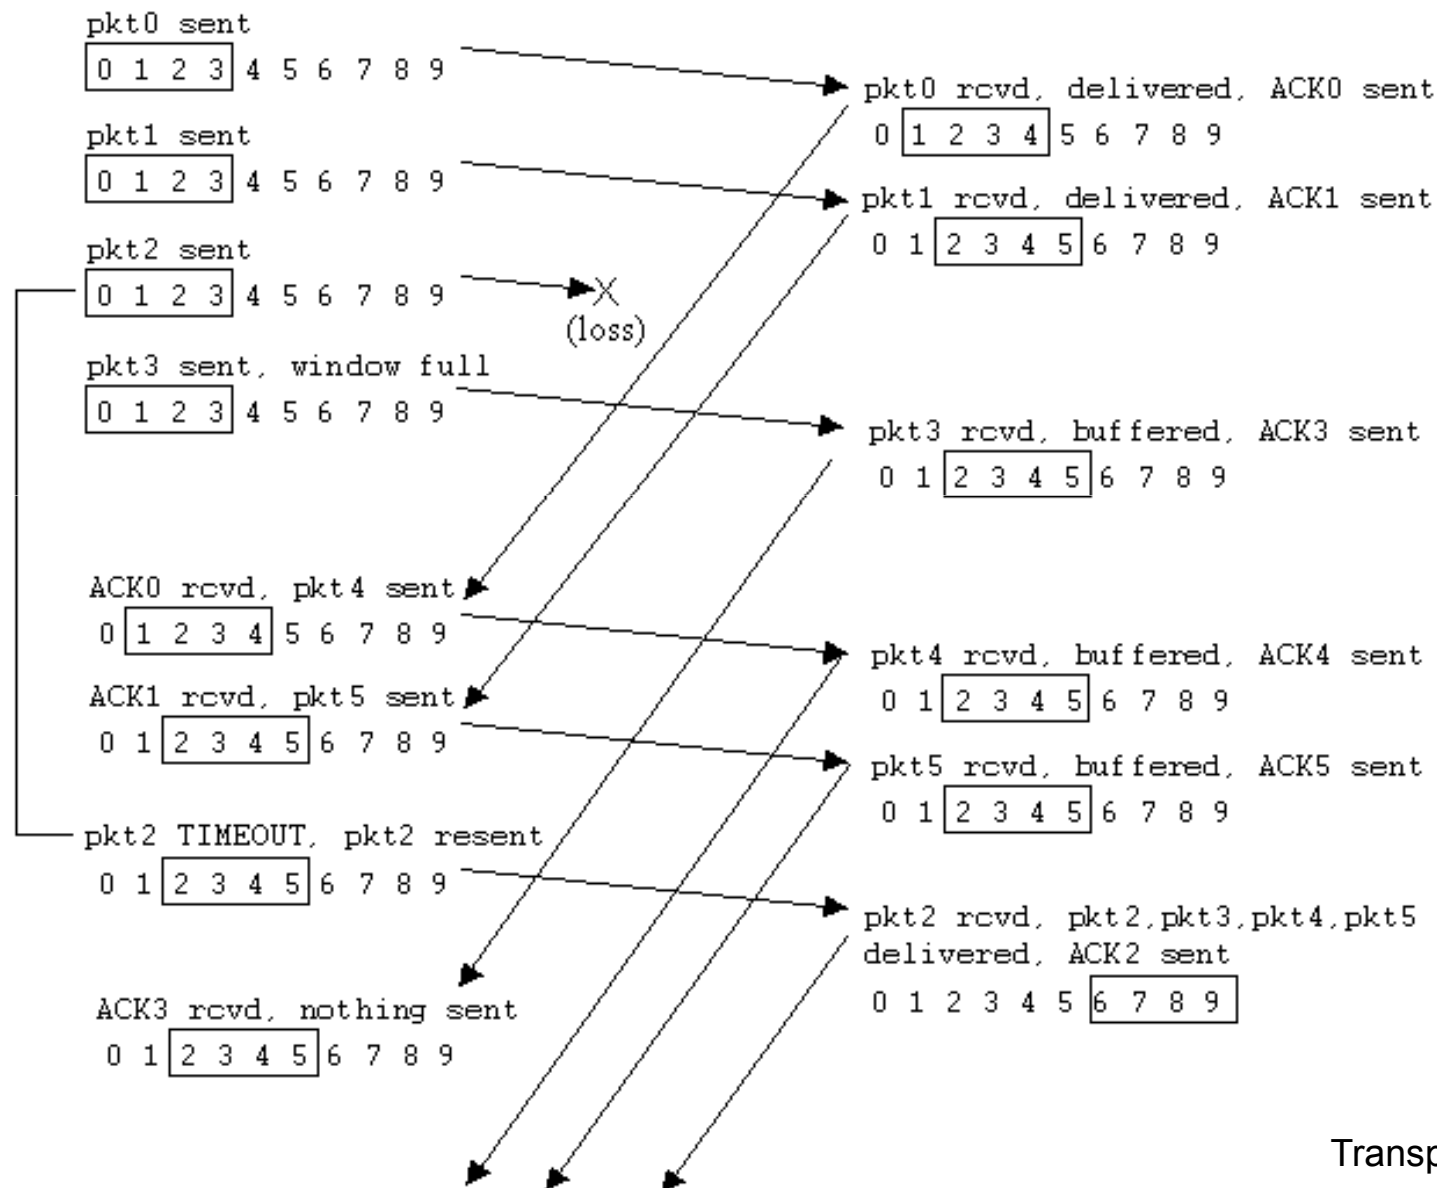 pkt0 sent
0 1 2 3 4 5 6 7 8 9
pkt0 rcvd, delivered, ACK0 sent
0 1 2 3 4 5 6 7 8 9
pkt1 sent
0 1 2 3 4 5 6 7 8 9
pkt1 rcvd, delivered, ACK1 sent
0 1 2 3 4 5 6 7 8 9
pkt2 sent
0 1 2 3 4 5 6 7 8 9
X
(loss)
pkt3 sent, window full
0 1 2 3 4 5 6 7 8 9
pkt3 rcvd, buffered, ACK3 sent
0 1 2 3 4 5 6 7 8 9
ACK0 rcvd, pkt4 sent
0 1 2 3 4 5 6 7 8 9
pkt4 rcvd, buffered, ACK4 sent
0 1 2 3 4 5 6 7 8 9
ACK1 rcvd, pkt5 sent
0 1 2 3 4 5 6 7 8 9
pkt5 rcvd, buffered, ACK5 sent
0 1 2 3 4 5 6 7 8 9
pkt2 TIMEOUT, pkt2 resent
0 1 2 3 4 5 6 7 8 9
pkt2 rcvd, pkt2,pkt3,pkt4,pkt5
delivered, ACK2 sent
0 1 2 3 4 5 6 7 8 9
ACK3 rcvd, nothing sent
0 1 2 3 4 5 6 7 8 9
Transp